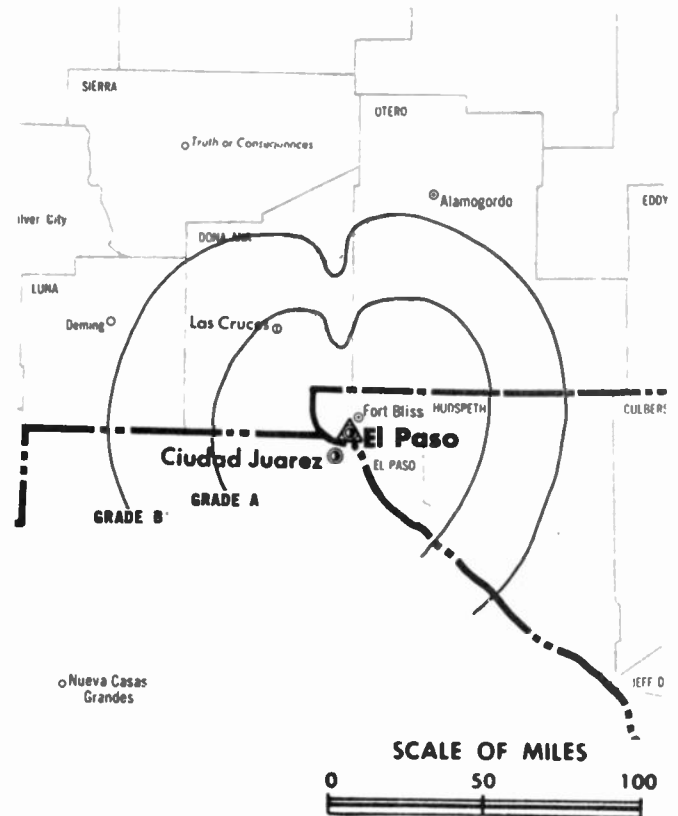 SIERRA
OTERO
Truth or Consequences
Alamogordo
EDDY
ilver City
DONA ANA
LUNA
Deming
Las Cruces
Fort Bliss
HUDSPETH
CULBERS
El Paso
Ciudad Juarez
EL PASO
GRADE A
GRADE B
Nueva Casas
Grandes
JEFF D
SCALE OF MILES
0 50 100